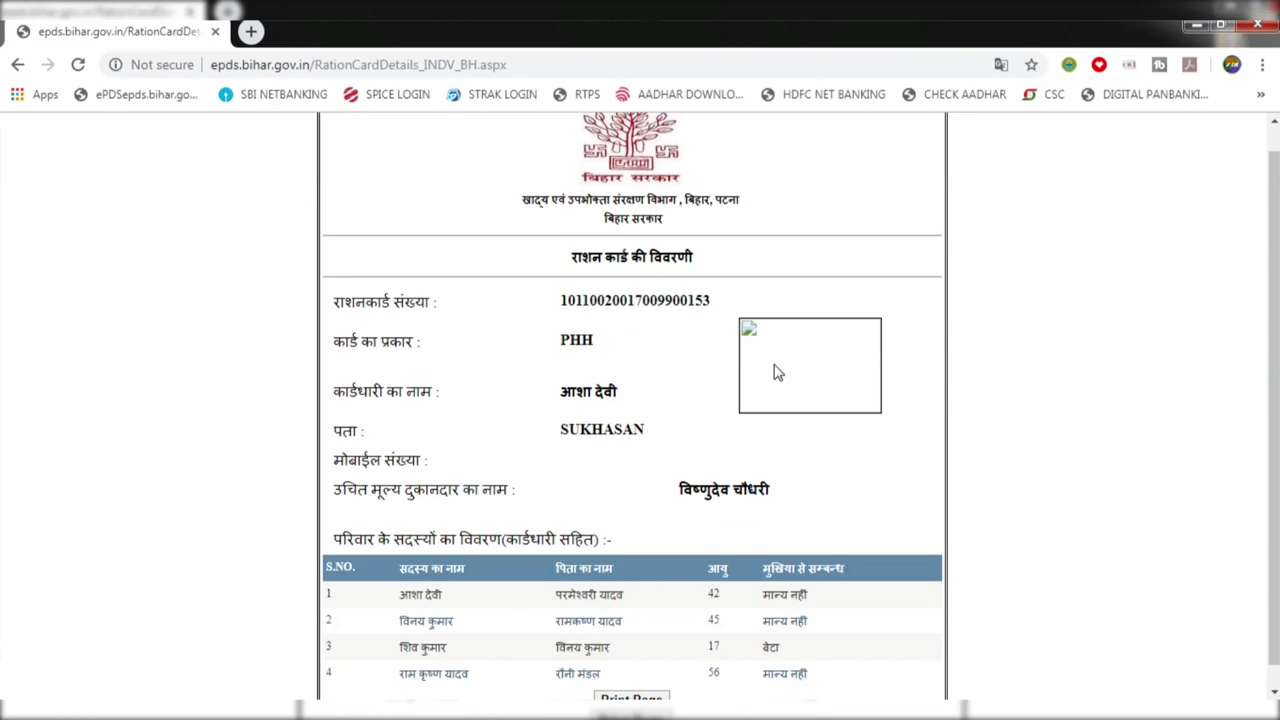 epds.bihar.gov.in/RationCardDet
Not secure epds.bihar.gov.in/RationCardDetails_INDV_BH.aspx
Apps ePDSepds.bihar.go... SBI NETBANKING SPICE LOGIN STRAK LOGIN RTPS AADHAR DOWNLO... HDFC NET BANKING CHECK AADHAR CSC DIGITAL PANBANKI... »
बिहार सरकार
खाद्य एवं उपभोक्ता संरक्षण विभाग , बिहार, पटना
बिहार सरकार
राशन कार्ड की विवरणी
राशनकार्ड संख्या : 10110020017009900153
कार्ड का प्रकार : PHH
कार्डधारी का नाम : आशा देवी
पता : SUKHASAN
मोबाईल संख्या :
उचित मूल्य दुकानदार का नाम : विष्णुदेव चौधरी
परिवार के सदस्यों का विवरण(कार्डधारी सहित) :-
S.NO. सदस्य का नाम पिता का नाम आयु मुखिया से सम्बन्ध
1 आशा देवी परमेश्वरी यादव 42 मान्य नहीं
2 विनय कुमार रामकष्ण यादव 45 मान्य नहीं
3 शिव कुमार विनय कुमार 17 बेटा
4 राम कृष्ण यादव रौनी मंडल 56 मान्य नहीं
Print Page